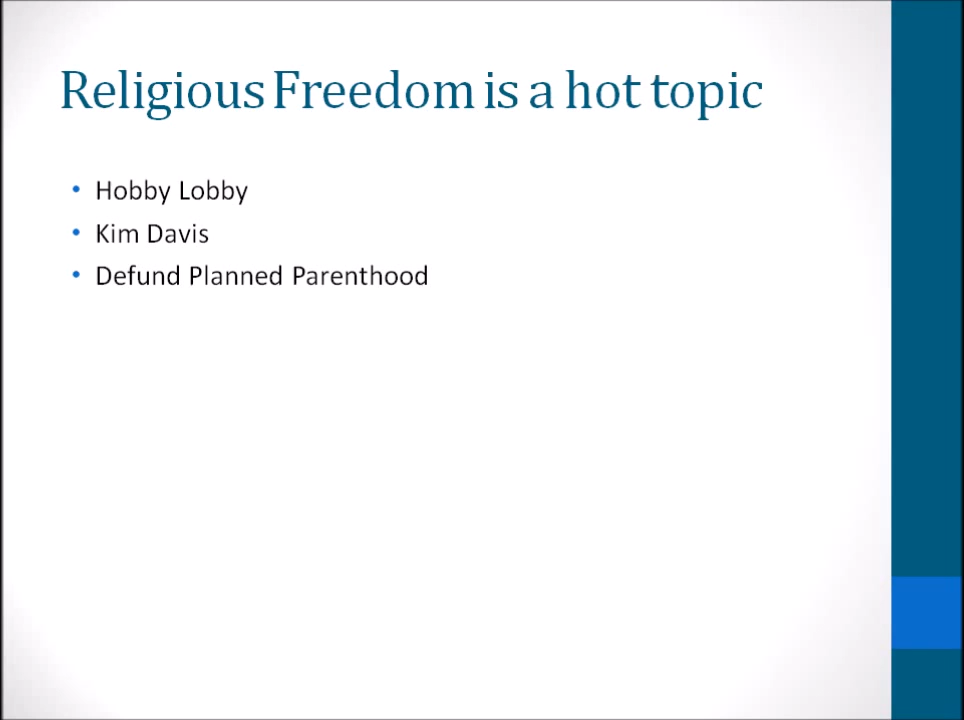 Religious Freedom is a hot topic
• Hobby Lobby
• Kim Davis
• Defund Planned Parenthood